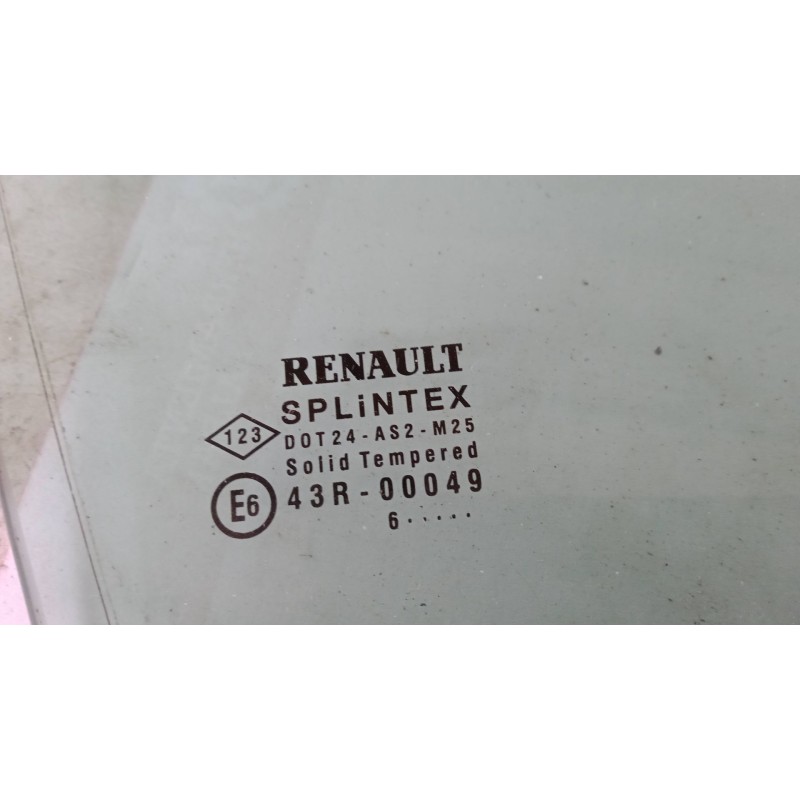 RENAULT
SPLiNTEX
123
DOT24-AS2-M25
Solid Tempered
E6 43R-00049
6·····